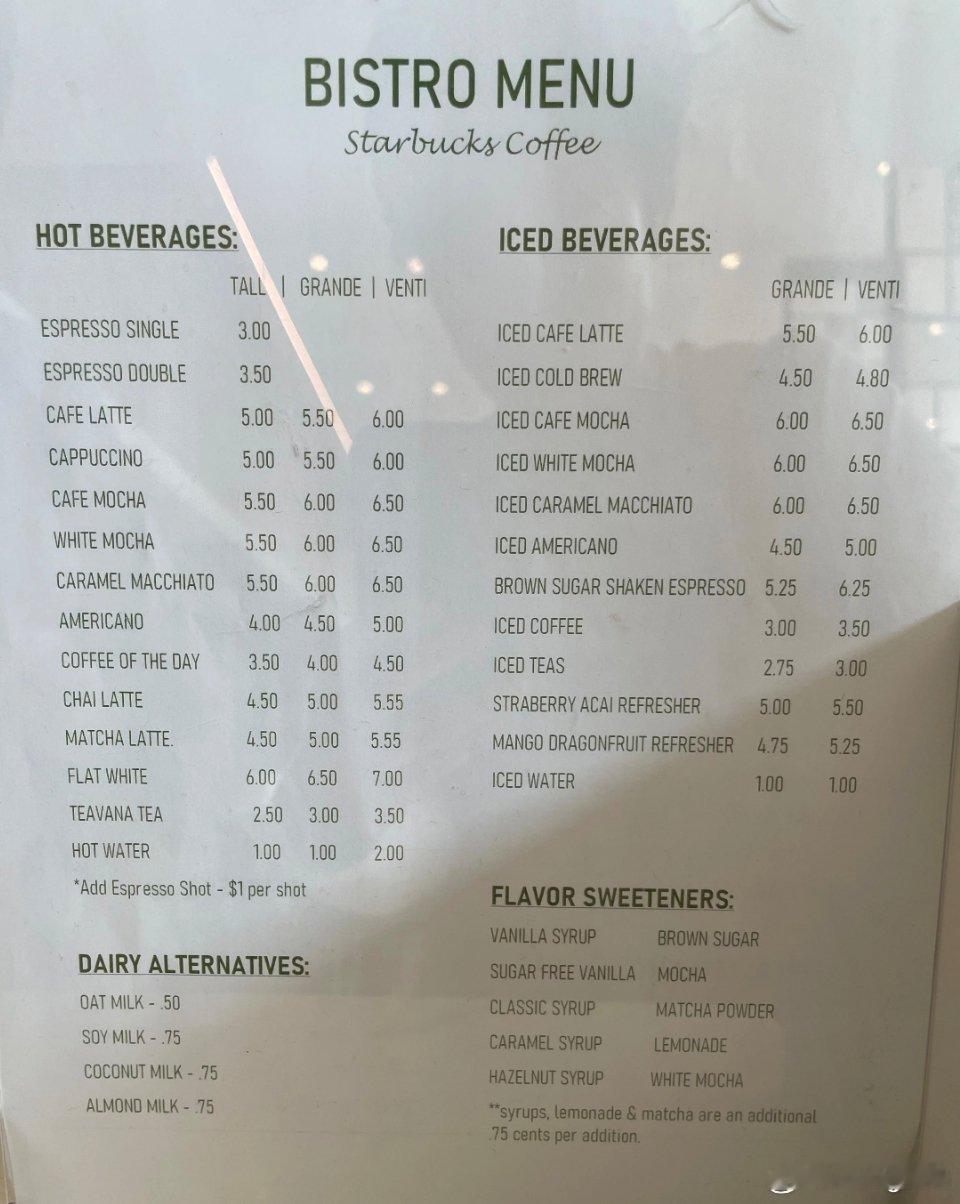 BISTRO MENU
Starbucks Coffee
HOT BEVERAGES:
TALL | GRANDE | VENTI
ESPRESSO SINGLE 3.00
ESPRESSO DOUBLE 3.50
CAFE LATTE 5.00 5.50 6.00
CAPPUCCINO 5.00 5.50 6.00
CAFE MOCHA 5.50 6.00 6.50
WHITE MOCHA 5.50 6.00 6.50
CARAMEL MACCHIATO 5.50 6.00 6.50
AMERICANO 4.00 4.50 5.00
COFFEE OF THE DAY 3.50 4.00 4.50
CHAI LATTE 4.50 5.00 5.55
MATCHA LATTE. 4.50 5.00 5.55
FLAT WHITE 6.00 6.50 7.00
TEAVANA TEA 2.50 3.00 3.50
HOT WATER 1.00 1.00 2.00
*Add Espresso Shot - $1 per shot
DAIRY ALTERNATIVES:
OAT MILK - .50
SOY MILK - .75
COCONUT MILK - .75
ALMOND MILK - .75
ICED BEVERAGES:
GRANDE | VENTI
ICED CAFE LATTE 5.50 6.00
ICED COLD BREW 4.50 4.80
ICED CAFE MOCHA 6.00 6.50
ICED WHITE MOCHA 6.00 6.50
ICED CARAMEL MACCHIATO 6.00 6.50
ICED AMERICANO 4.50 5.00
BROWN SUGAR SHAKEN ESPRESSO 5.25 6.25
ICED COFFEE 3.00 3.50
ICED TEAS 2.75 3.00
STRABERRY ACAI REFRESHER 5.00 5.50
MANGO DRAGONFRUIT REFRESHER 4.75 5.25
ICED WATER 1.00 1.00
FLAVOR SWEETENERS:
VANILLA SYRUP BROWN SUGAR
SUGAR FREE VANILLA MOCHA
CLASSIC SYRUP MATCHA POWDER
CARAMEL SYRUP LEMONADE
HAZELNUT SYRUP WHITE MOCHA
**syrups, lemonade & matcha are an additional
.75 cents per addition.